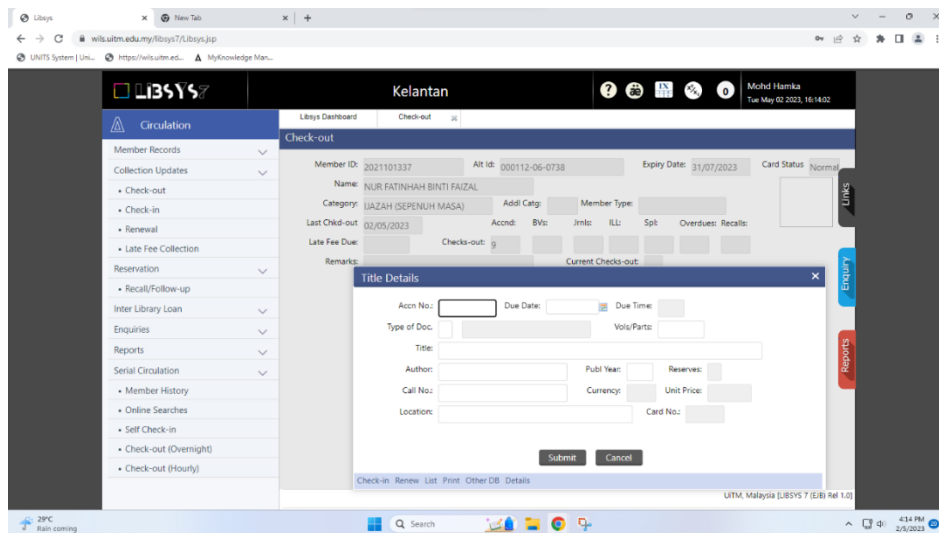 Libsys
New Tab
wils.uitm.edu.my/libsys7/Libsys.jsp
UNITS System | Uni...
https://wilsuitm.ed...
MyKnowledge Man...
LIBSYS7
Kelantan
0
Mohd Hamka
Tue May 02 2023, 16:14:02
Circulation
Libsys Dashboard
Check-out
Check-out
Member Records
Collection Updates
• Check-out
• Check-in
• Renewal
• Late Fee Collection
Reservation
• Recall/Follow-up
Inter Library Loan
Enquiries
Reports
Serial Circulation
• Member History
• Online Searches
• Self Check-in
• Check-out (Overnight)
• Check-out (Hourly)
Member ID: 2021101337 Alt Id: 000112-06-0738 Expiry Date: 31/07/2023 Card Status Normal
Name: NUR FATINHAH BINTI FAIZAL
Category: IJAZAH (SEPENUH MASA) Addl Catg: Member Type:
Last Chkd-out 02/05/2023 Accnd: BVs: Jrnls: ILL: Spl: Overdues: Recalls:
Late Fee Due: Checks-out: 9
Remarks: Current Checks-out:
Links
Enquiry
Reports
Title Details
Accn No.: Due Date: Due Time:
Type of Doc. Vols/Parts:
Title:
Author: Publ Year: Reserves:
Call No.: Currency: Unit Price:
Location: Card No.:
Submit Cancel
Check-in Renew List Print Other DB Details
UiTM, Malaysia [LIBSYS 7 (EJB) Rel 1.0]
29°C
Rain coming
Search
4:14 PM
2/5/2023